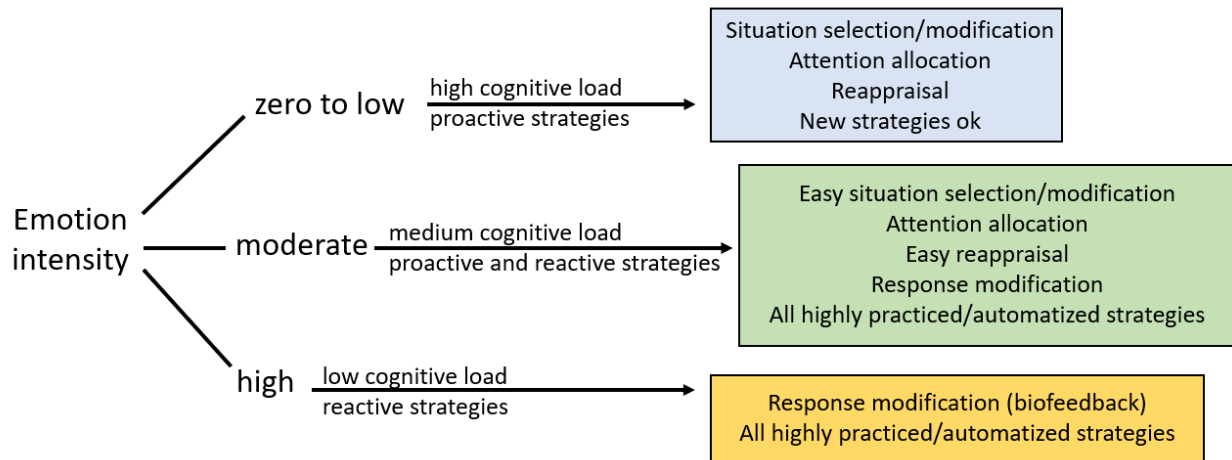 Emotion
intensity
zero to low
high cognitive load
proactive strategies
Situation selection/modification
Attention allocation
Reappraisal
New strategies ok
moderate
medium cognitive load
proactive and reactive strategies
Easy situation selection/modification
Attention allocation
Easy reappraisal
Response modification
All highly practiced/automatized strategies
high
low cognitive load
reactive strategies
Response modification (biofeedback)
All highly practiced/automatized strategies